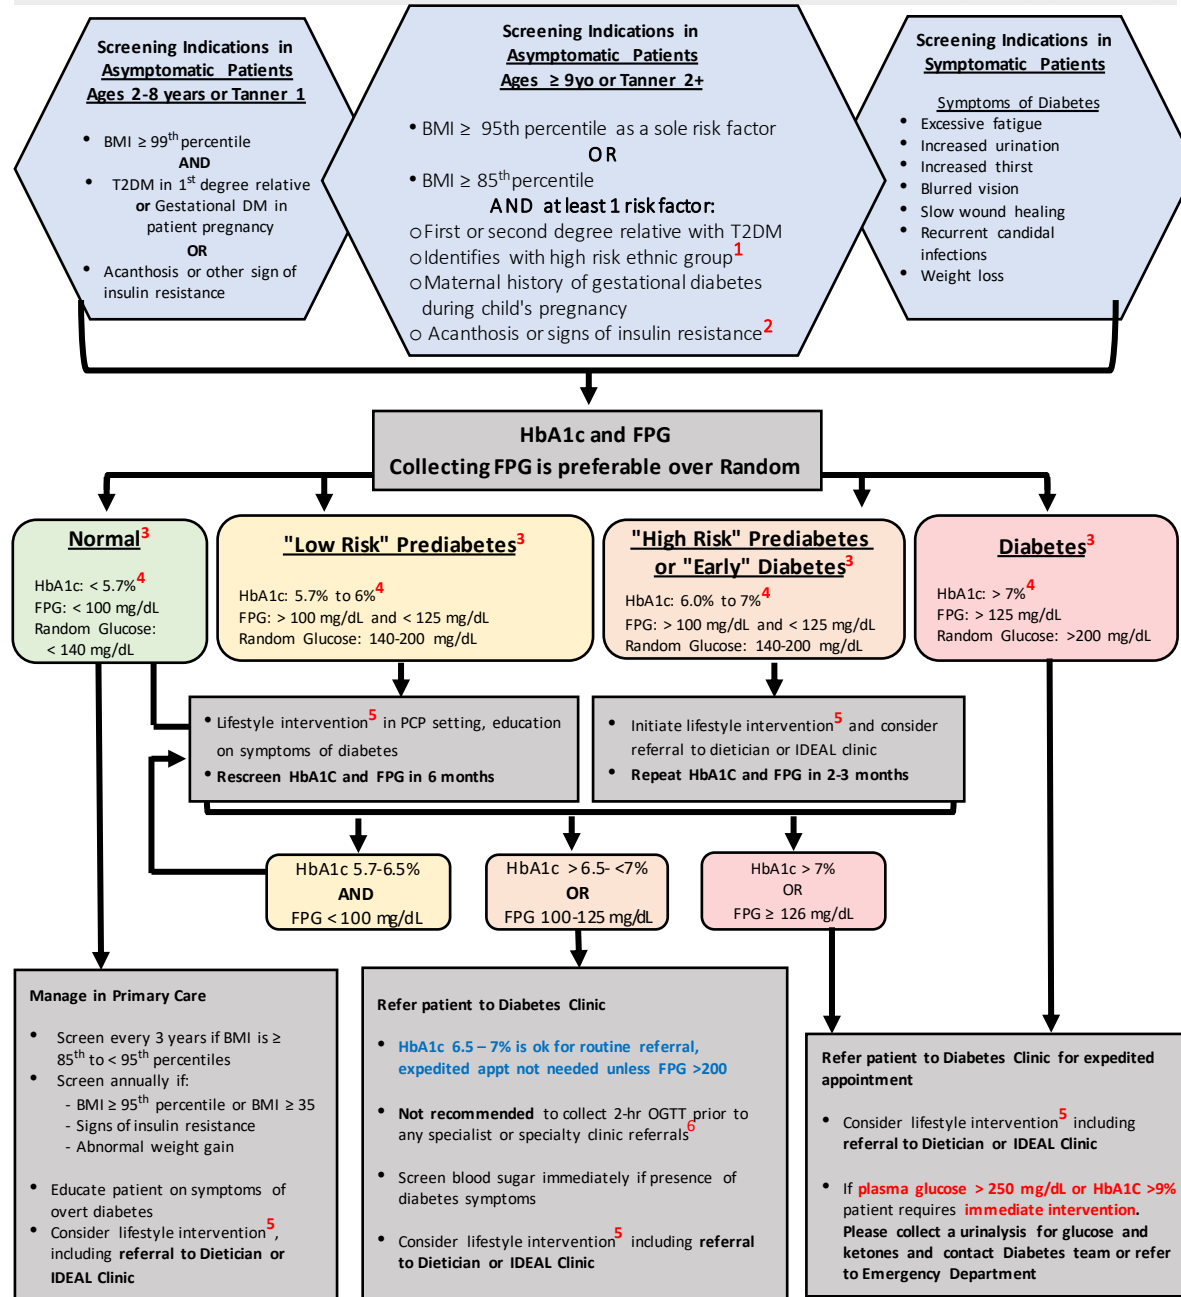 Screening Indications in
Asymptomatic Patients
Ages 2-8 years or Tanner 1
• BMI ≥ 99th percentile
AND
• T2DM in 1st degree relative
or Gestational DM in
patient pregnancy
OR
• Acanthosis or other sign of
insulin resistance
Screening Indications in
Asymptomatic Patients
Ages ≥ 9yo or Tanner 2+
• BMI ≥ 95th percentile as a sole risk factor
OR
• BMI ≥ 85th percentile
AND at least 1 risk factor:
○ First or second degree relative with T2DM
○ Identifies with high risk ethnic group1
○ Maternal history of gestational diabetes
during child's pregnancy
○ Acanthosis or signs of insulin resistance2
Screening Indications in
Symptomatic Patients
Symptoms of Diabetes
• Excessive fatigue
• Increased urination
• Increased thirst
• Blurred vision
• Slow wound healing
• Recurrent candidal
infections
• Weight loss
HbA1c and FPG
Collecting FPG is preferable over Random
Normal3
HbA1c: < 5.7%4
FPG: < 100 mg/dL
Random Glucose:
< 140 mg/dL
"Low Risk" Prediabetes3
HbA1c: 5.7% to 6%4
FPG: > 100 mg/dL and < 125 mg/dL
Random Glucose: 140-200 mg/dL
"High Risk" Prediabetes
or "Early" Diabetes3
HbA1c: 6.0% to 7%4
FPG: > 100 mg/dL and < 125 mg/dL
Random Glucose: 140-200 mg/dL
Diabetes3
HbA1c: > 7%4
FPG: > 125 mg/dL
Random Glucose: >200 mg/dL
• Lifestyle intervention5 in PCP setting, education
on symptoms of diabetes
• Rescreen HbA1C and FPG in 6 months
• Initiate lifestyle intervention5 and consider
referral to dietician or IDEAL clinic
• Repeat HbA1C and FPG in 2-3 months
HbA1c 5.7-6.5%
AND
FPG < 100 mg/dL
HbA1c > 6.5- <7%
OR
FPG 100-125 mg/dL
HbA1c > 7%
OR
FPG ≥ 126 mg/dL
Manage in Primary Care
• Screen every 3 years if BMI is ≥
85th to < 95th percentiles
• Screen annually if:
- BMI ≥ 95th percentile or BMI ≥ 35
- Signs of insulin resistance
- Abnormal weight gain
• Educate patient on symptoms of
overt diabetes
• Consider lifestyle intervention5,
including referral to Dietician or
IDEAL Clinic
Refer patient to Diabetes Clinic
• HbA1c 6.5 – 7% is ok for routine referral,
expedited appt not needed unless FPG >200
• Not recommended to collect 2-hr OGTT prior to
any specialist or specialty clinic referrals6
• Screen blood sugar immediately if presence of
diabetes symptoms
• Consider lifestyle intervention5 including referral
to Dietician or IDEAL Clinic
Refer patient to Diabetes Clinic for expedited
appointment
• Consider lifestyle intervention5 including
referral to Dietician or IDEAL Clinic
• If plasma glucose > 250 mg/dL or HbA1C >9%
patient requires immediate intervention.
Please collect a urinalysis for glucose and
ketones and contact Diabetes team or refer
to Emergency Department